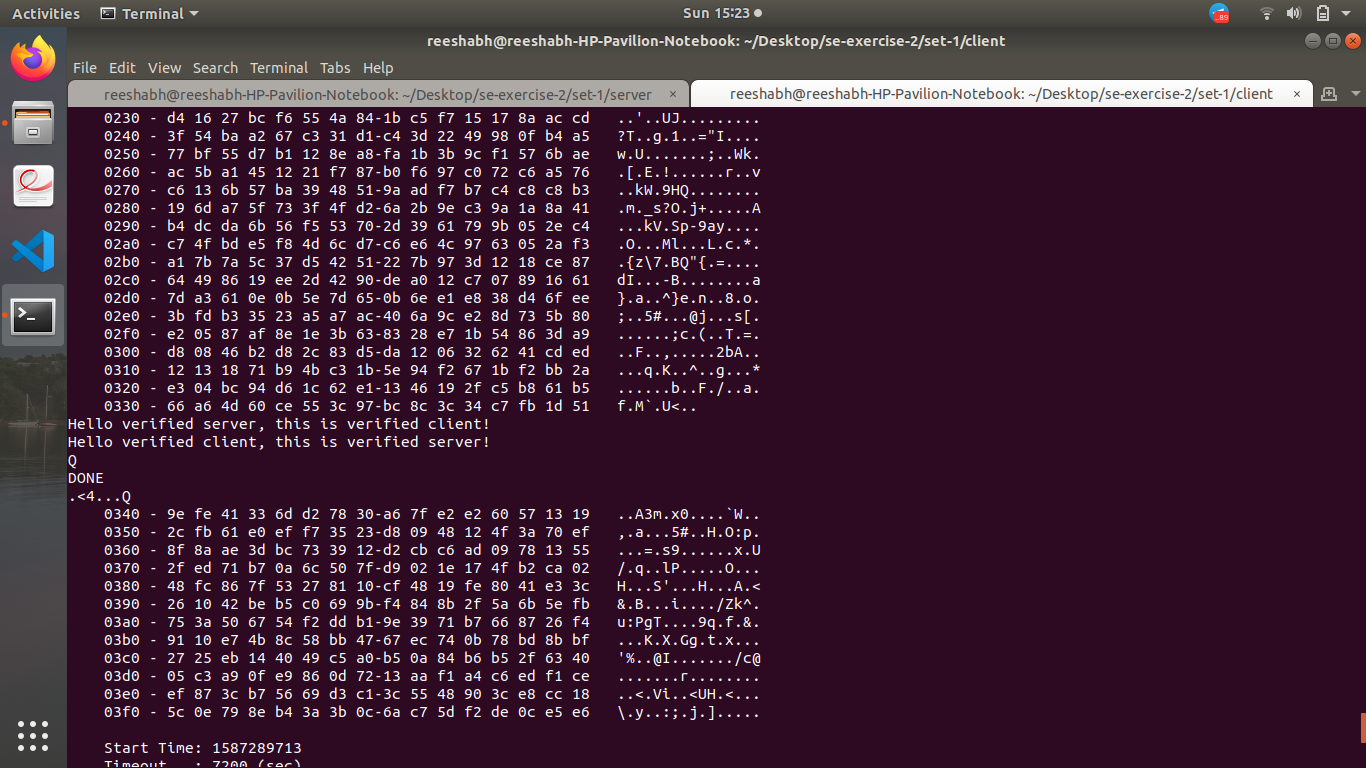 Activities Terminal Sun 15:23 .89
reeshabh@reeshabh-HP-Pavilion-Notebook: ~/Desktop/se-exercise-2/set-1/client
File Edit View Search Terminal Tabs Help
reeshabh@reeshabh-HP-Pavilion-Notebook: ~/Desktop/se-exercise-2/set-1/server × reeshabh@reeshabh-HP-Pavilion-Notebook: ~/Desktop/se-exercise-2/set-1/client ×
0230 - d4 16 27 bc f6 55 4a 84-1b c5 f7 15 17 8a ac cd ..'..UJ.........
0240 - 3f 54 ba a2 67 c3 31 d1-c4 3d 22 49 98 0f b4 a5 ?T..g.1..="I....
0250 - 77 bf 55 d7 b1 12 8e a8-fa 1b 3b 9c f1 57 6b ae w.U.......;..Wk.
0260 - ac 5b a1 45 12 21 f7 87-b0 f6 97 c0 72 c6 a5 76 .[.E.!......r..v
0270 - c6 13 6b 57 ba 39 48 51-9a ad f7 b7 c4 c8 c8 b3 ..kW.9HQ........
0280 - 19 6d a7 5f 73 3f 4f d2-6a 2b 9e c3 9a 1a 8a 41 .m._s?O.j+.....A
0290 - b4 dc da 6b 56 f5 53 70-2d 39 61 79 9b 05 2e c4 ...kV.Sp-9ay....
02a0 - c7 4f bd e5 f8 4d 6c d7-c6 e6 4c 97 63 05 2a f3 .O...Ml...L.c.*.
02b0 - a1 7b 7a 5c 37 d5 42 51-22 7b 97 3d 12 18 ce 87 .{z\7.BQ"{.=....
02c0 - 64 49 86 19 ee 2d 42 90-de a0 12 c7 07 89 16 61 dI...-B........a
02d0 - 7d a3 61 0e 0b 5e 7d 65-0b 6e e1 e8 38 d4 6f ee }.a..^}e.n..8.o.
02e0 - 3b fd b3 35 23 a5 a7 ac-40 6a 9c e2 8d 73 5b 80 ;..5#...@j...s[.
02f0 - e2 05 87 af 8e 1e 3b 63-83 28 e7 1b 54 86 3d a9 ......;c.(..T.=.
0300 - d8 08 46 b2 d8 2c 83 d5-da 12 06 32 62 41 cd ed ..F..,.....2bA..
0310 - 12 13 18 71 b9 4b c3 1b-5e 94 f2 67 1b f2 bb 2a ...q.K..^..g...*
0320 - e3 04 bc 94 d6 1c 62 e1-13 46 19 2f c5 b8 61 b5 ......b..F./..a.
0330 - 66 a6 4d 60 ce 55 3c 97-bc 8c 3c 34 c7 fb 1d 51 f.M`.U<..
Hello verified server, this is verified client!
Hello verified client, this is verified server!
Q
DONE
.<4...Q
0340 - 9e fe 41 33 6d d2 78 30-a6 7f e2 e2 60 57 13 19 ..A3m.x0....`W..
0350 - 2c fb 61 e0 ef f7 35 23-d8 09 48 12 4f 3a 70 ef ,.a...5#..H.O:p.
0360 - 8f 8a ae 3d bc 73 39 12-d2 cb c6 ad 09 78 13 55 ...=.s9......x.U
0370 - 2f ed 71 b7 0a 6c 50 7f-d9 02 1e 17 4f b2 ca 02 /.q..lP.....O...
0380 - 48 fc 86 7f 53 27 81 10-cf 48 19 fe 80 41 e3 3c H...S'...H...A.<
0390 - 26 10 42 be b5 c0 69 9b-f4 84 8b 2f 5a 6b 5e fb &.B...i..../Zk^.
03a0 - 75 3a 50 67 54 f2 dd b1-9e 39 71 b7 66 87 26 f4 u:PgT....9q.f.&.
03b0 - 91 10 e7 4b 8c 58 bb 47-67 ec 74 0b 78 bd 8b bf ...K.X.Gg.t.x...
03c0 - 27 25 eb 14 40 49 c5 a0-b5 0a 84 b6 b5 2f 63 40 '%..@I......./c@
03d0 - 05 c3 a9 0f e9 86 0d 72-13 aa f1 a4 c6 ed f1 ce .......r........
03e0 - ef 87 3c b7 56 69 d3 c1-3c 55 48 90 3c e8 cc 18 ..<.Vi..<UH.<...
03f0 - 5c 0e 79 8e b4 3a 3b 0c-6a c7 5d f2 de 0c e5 e6 \.y..:;.j.].....
Start Time: 1587289713
Timeout : 7200 (sec)